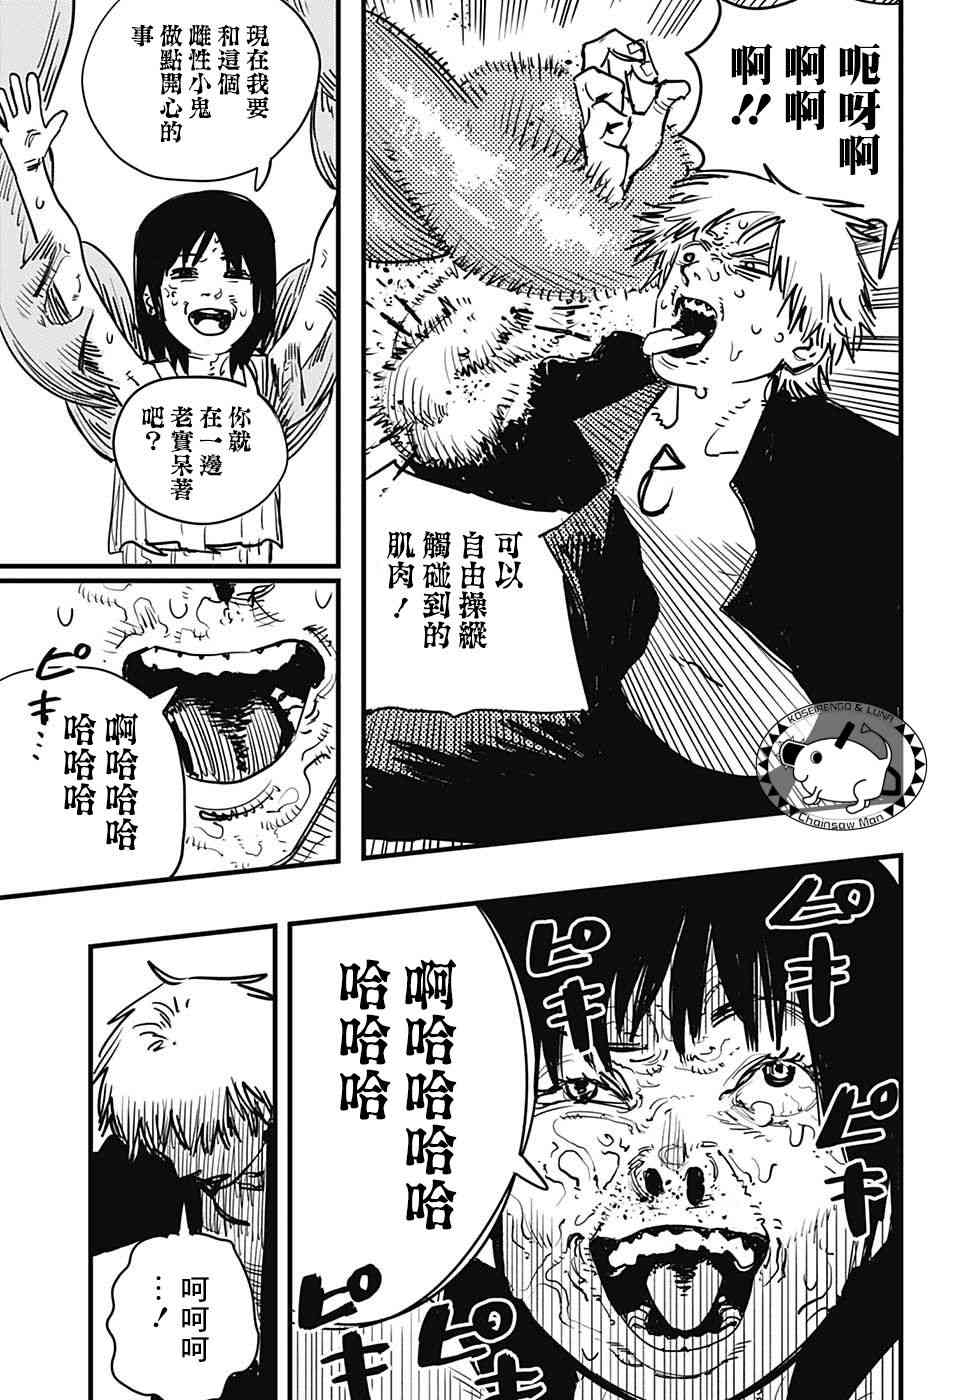 呃呀啊
啊啊
啊!!
可以
自由操縱
觸碰到的
肌肉!
現在我要
和這個
雌性小鬼
做點開心的
事
你就
在一邊
老實呆著
吧?
啊哈哈哈
哈哈哈
ピキ…
KOSEIRENGO & LUNA
Chainsaw Man
啊哈哈哈哈
哈哈哈
ピキ
ピキ
ピキ
ピキ
ピキ
呵呵呵
…!